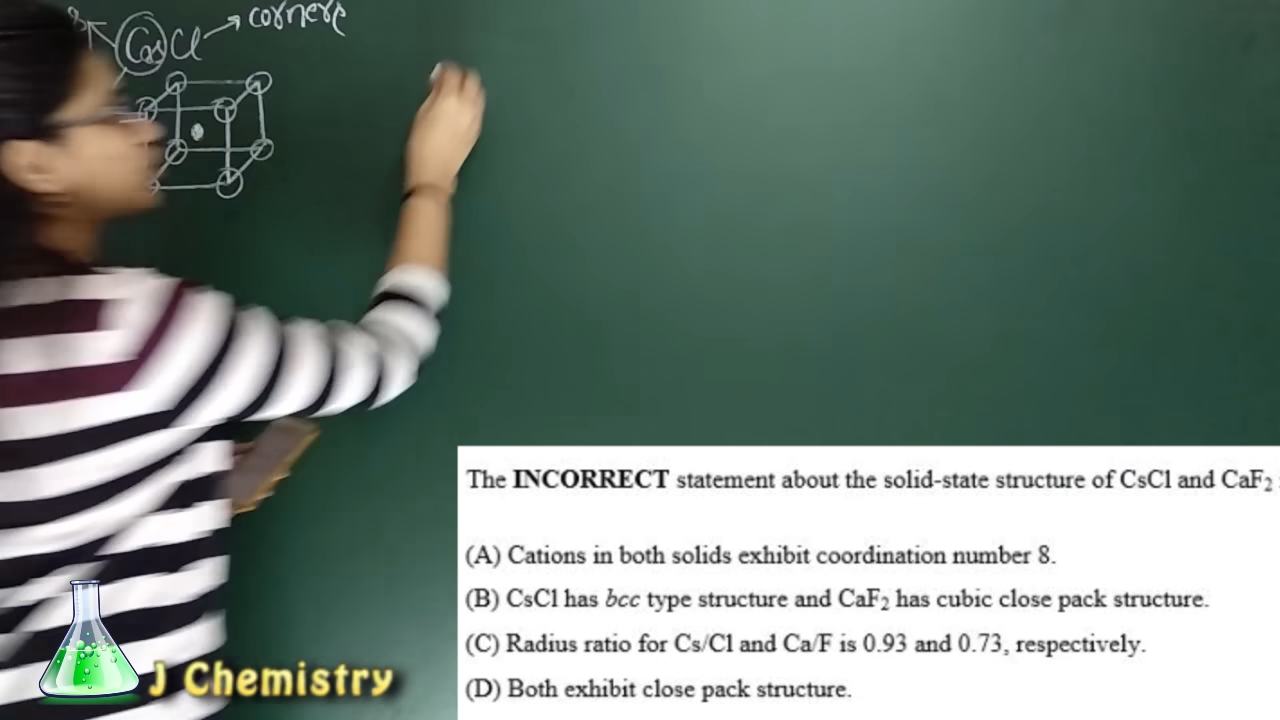 8
CsCl → corners
The INCORRECT statement about the solid-state structure of CsCl and CaF₂
(A) Cations in both solids exhibit coordination number 8.
(B) CsCl has bcc type structure and CaF₂ has cubic close pack structure.
(C) Radius ratio for Cs/Cl and Ca/F is 0.93 and 0.73, respectively.
(D) Both exhibit close pack structure.
J Chemistry